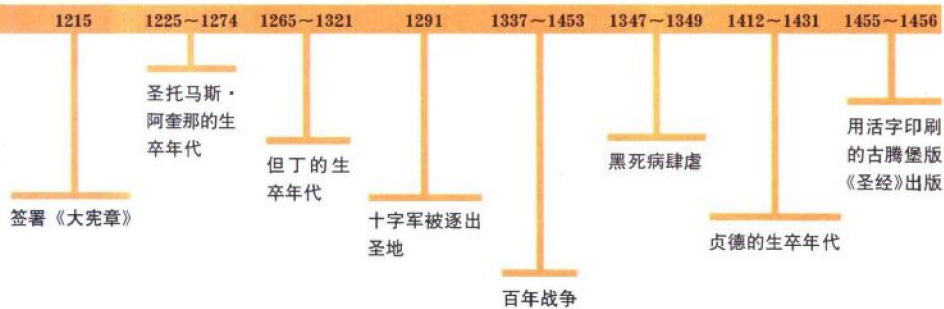 1215
1225～1274
1265～1321
1291
1337～1453
1347～1349
1412～1431
1455～1456
签署《大宪章》
圣托马斯·
阿奎那的生
卒年代
但丁的生
卒年代
十字军被逐出
圣地
百年战争
黑死病肆虐
贞德的生卒年代
用活字印刷
的古腾堡版
《圣经》出版